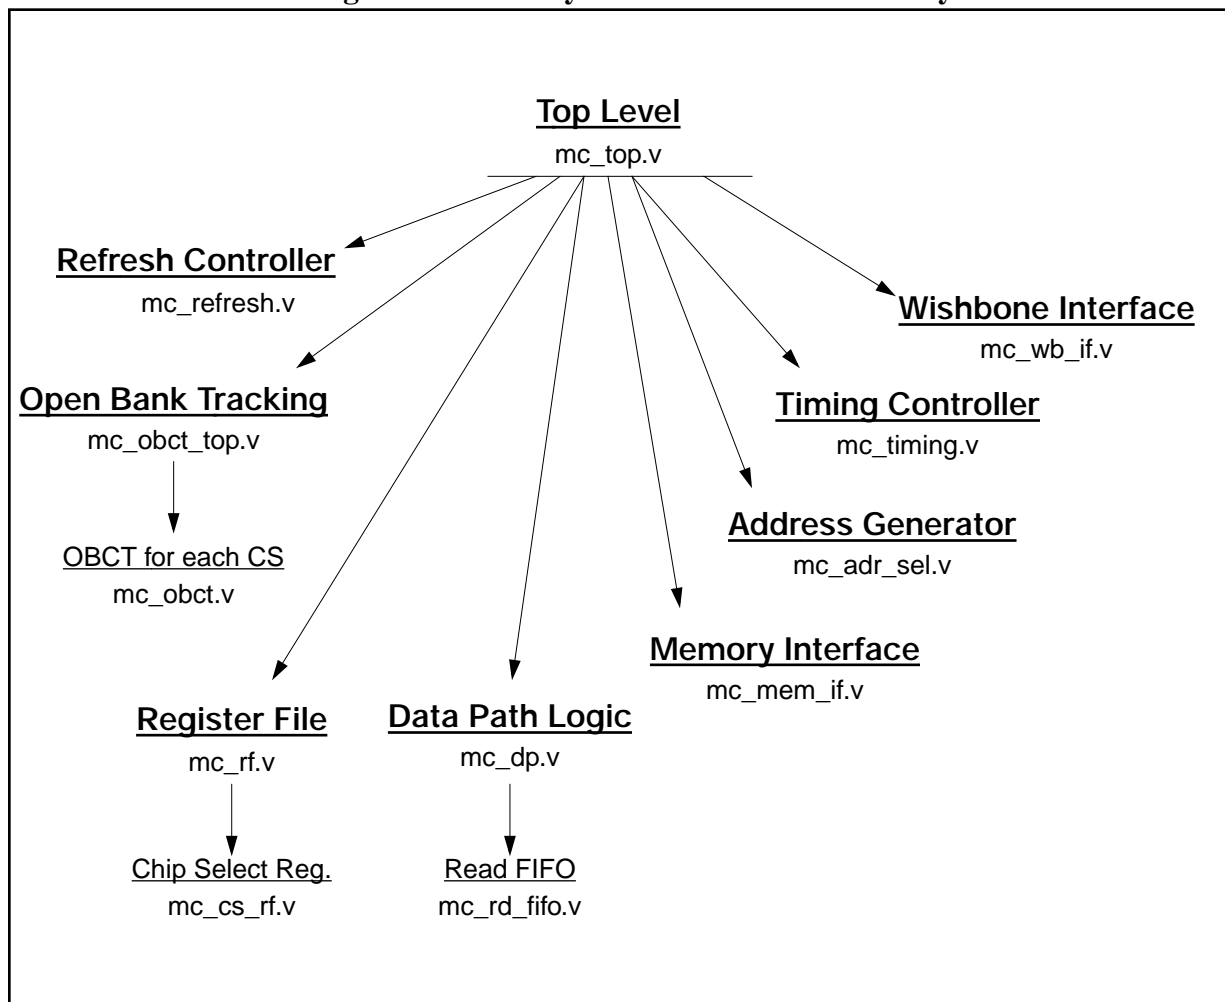 Top Level
mc_top.v
Refresh Controller
mc_refresh.v
Wishbone Interface
mc_wb_if.v
Open Bank Tracking
mc_obct_top.v
Timing Controller
mc_timing.v
Address Generator
mc_adr_sel.v
OBCT for each CS
mc_obct.v
Memory Interface
mc_mem_if.v
Register File
mc_rf.v
Data Path Logic
mc_dp.v
Chip Select Reg.
mc_cs_rf.v
Read FIFO
mc_rd_fifo.v